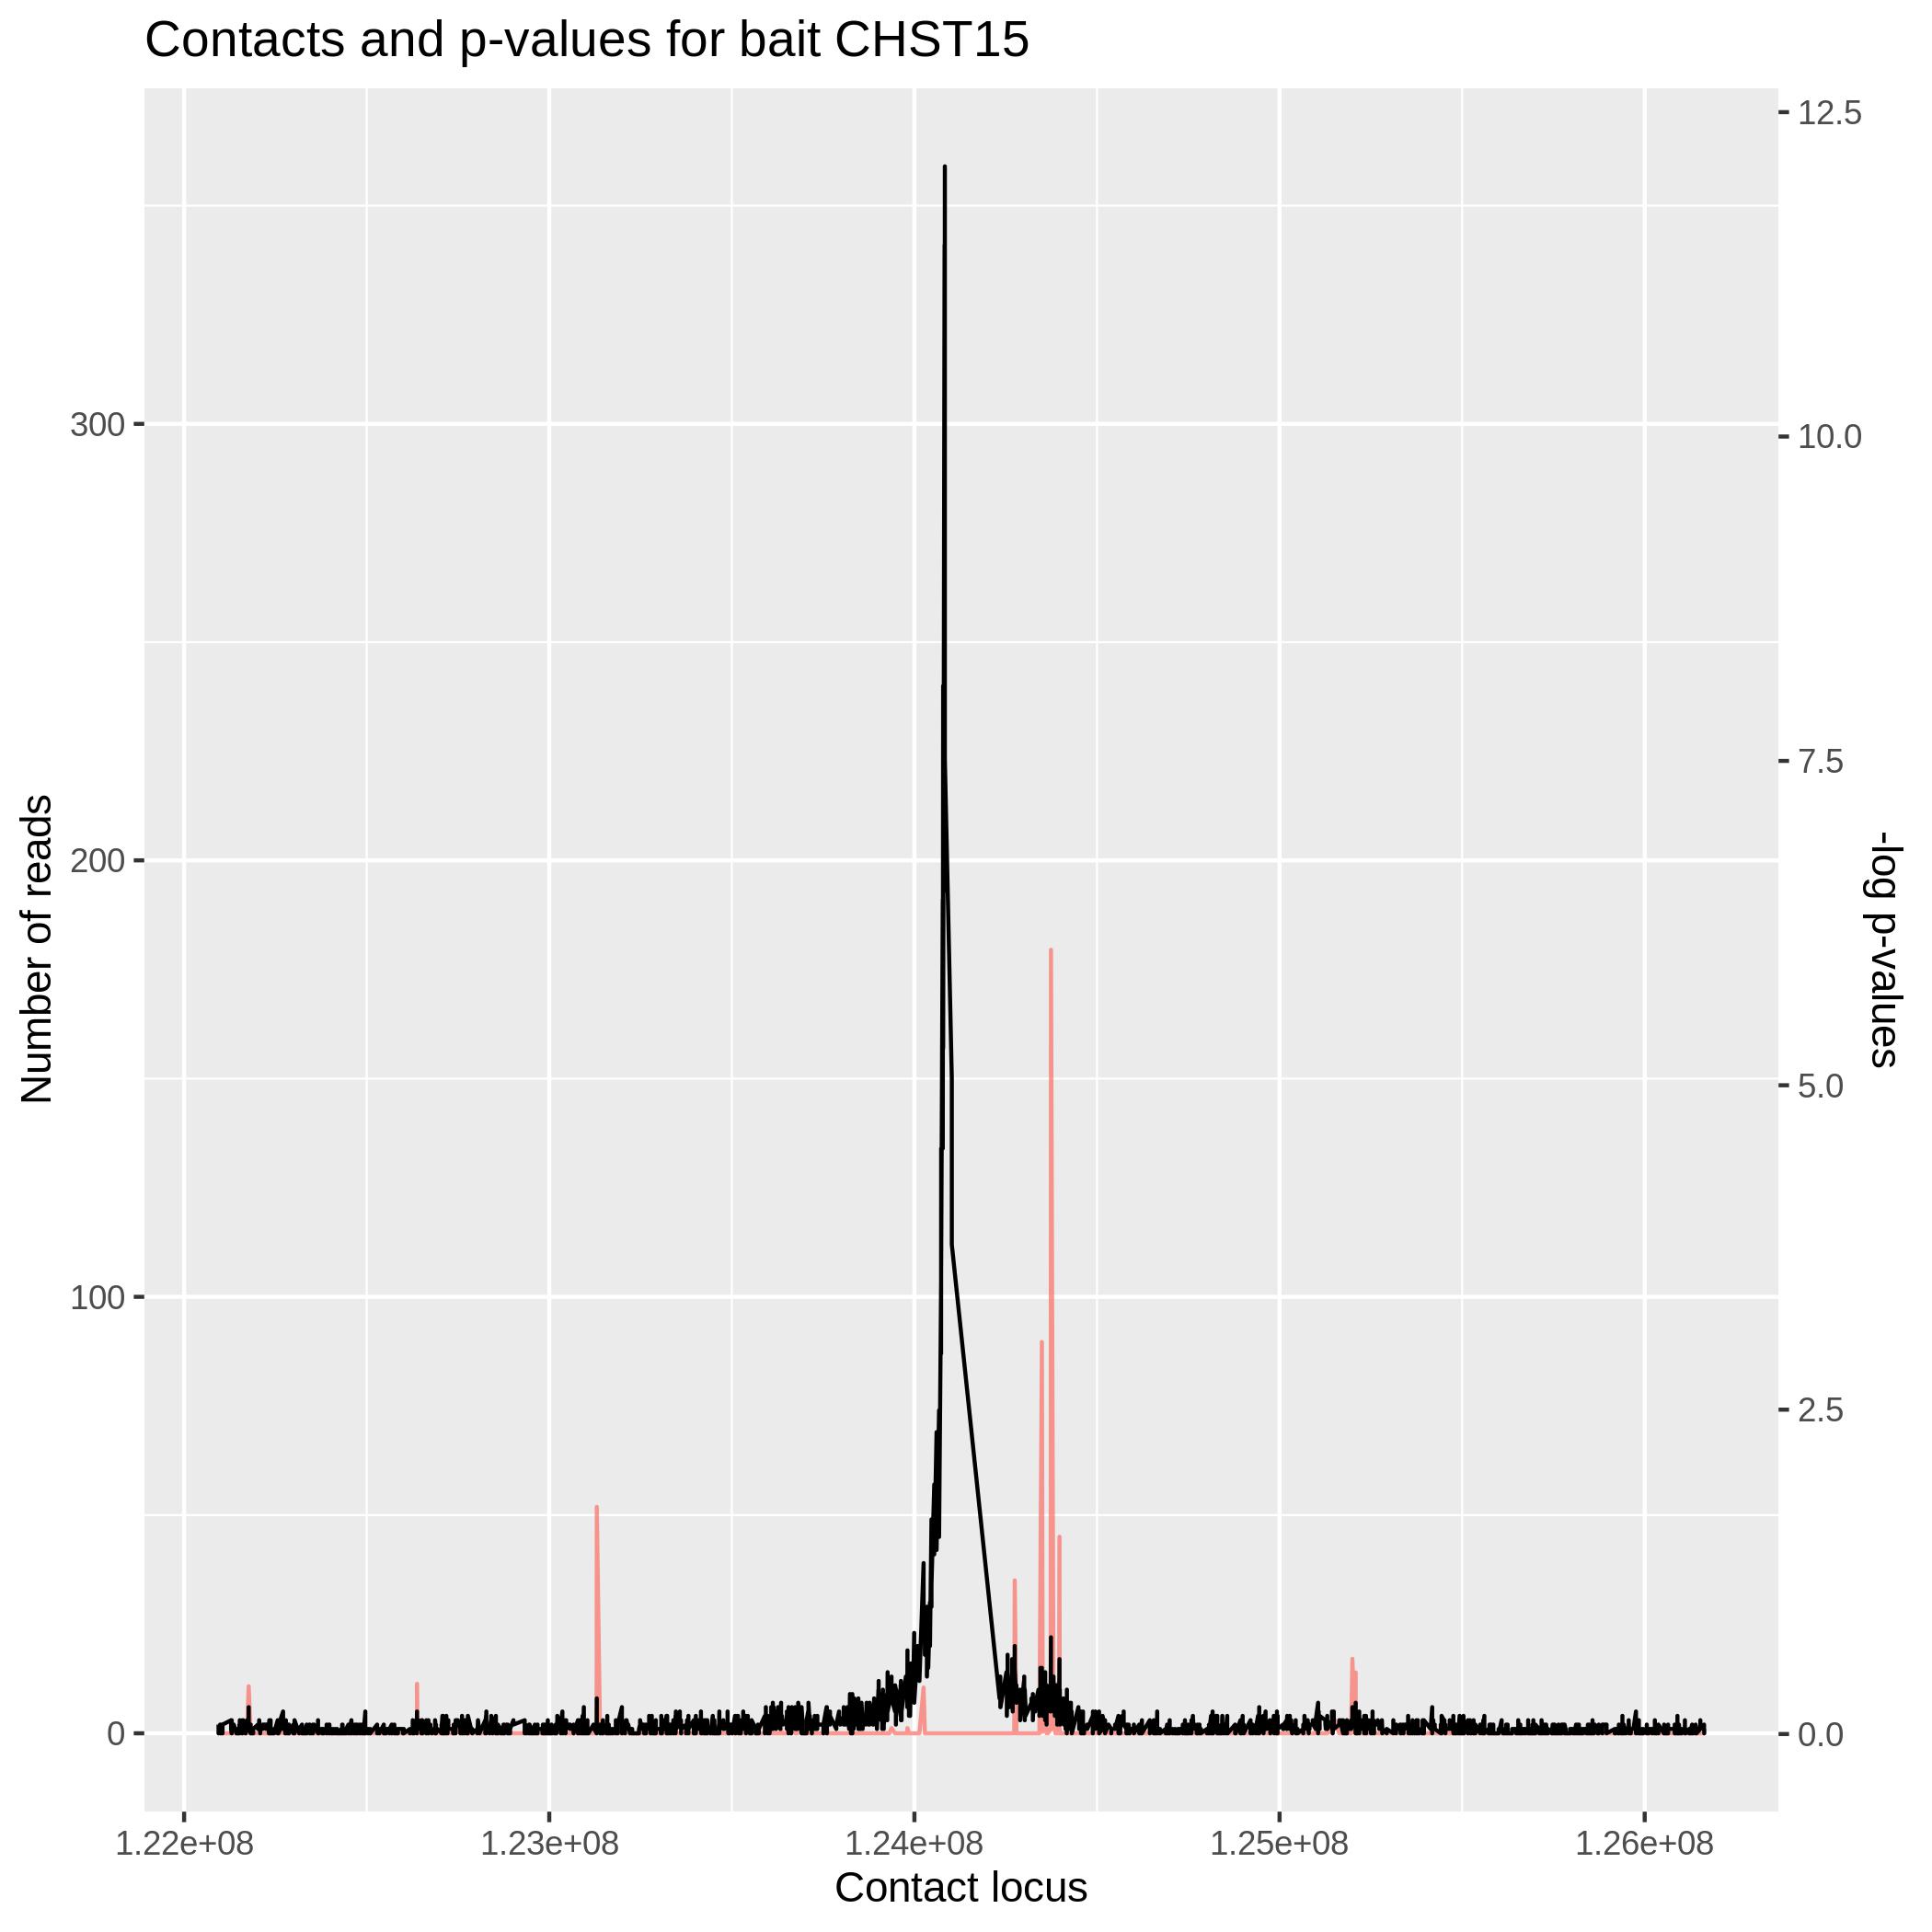 Contacts and p-values for bait CHST15
Number of reads
300
200
100
0
12.5
10.0
7.5
5.0
2.5
0.0
-log p-values
1.22e+08 1.23e+08 1.24e+08 1.25e+08 1.26e+08
Contact locus